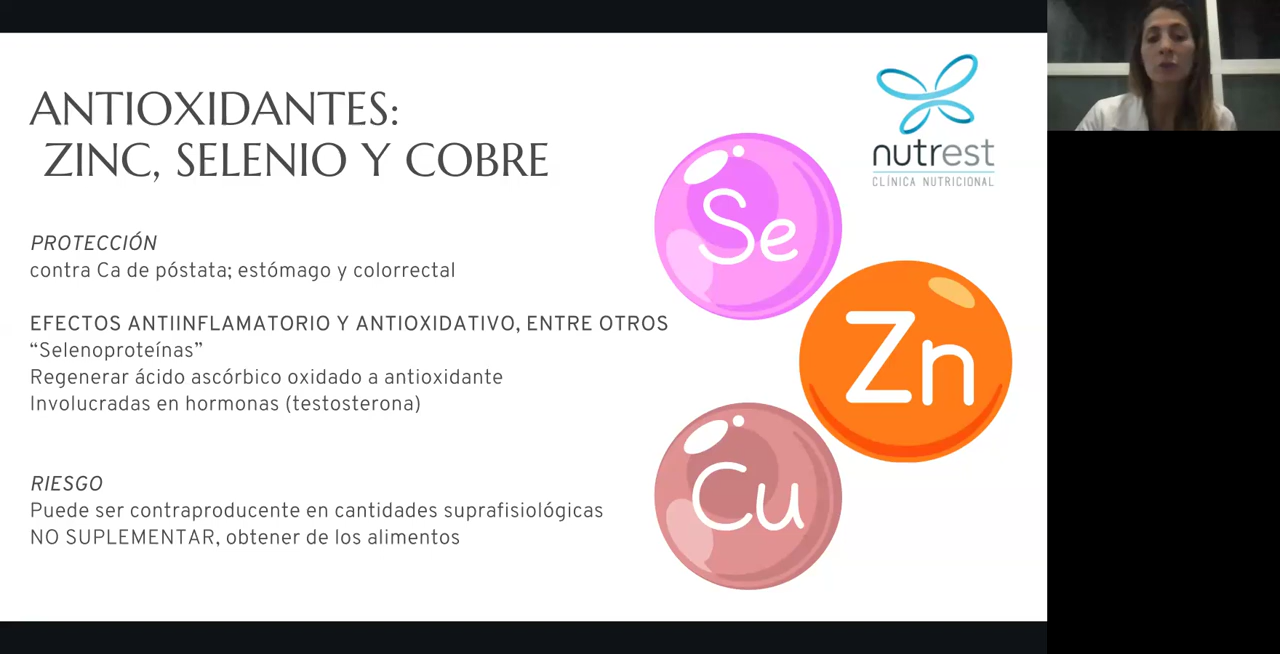 ANTIOXIDANTES:
ZINC, SELENIO Y COBRE
nutrest
CLÍNICA NUTRICIONAL
PROTECCIÓN
contra Ca de póstata; estómago y colorrectal
EFECTOS ANTIINFLAMATORIO Y ANTIOXIDATIVO, ENTRE OTROS
“Selenoproteínas”
Regenerar ácido ascórbico oxidado a antioxidante
Involucradas en hormonas (testosterona)
RIESGO
Puede ser contraproducente en cantidades suprafisiológicas
NO SUPLEMENTAR, obtener de los alimentos
Se
Zn
Cu